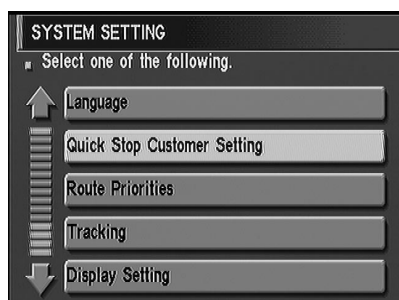 SYSTEM SETTING
Select one of the following.
Language
Quick Stop Customer Setting
Route Priorities
Tracking
Display Setting